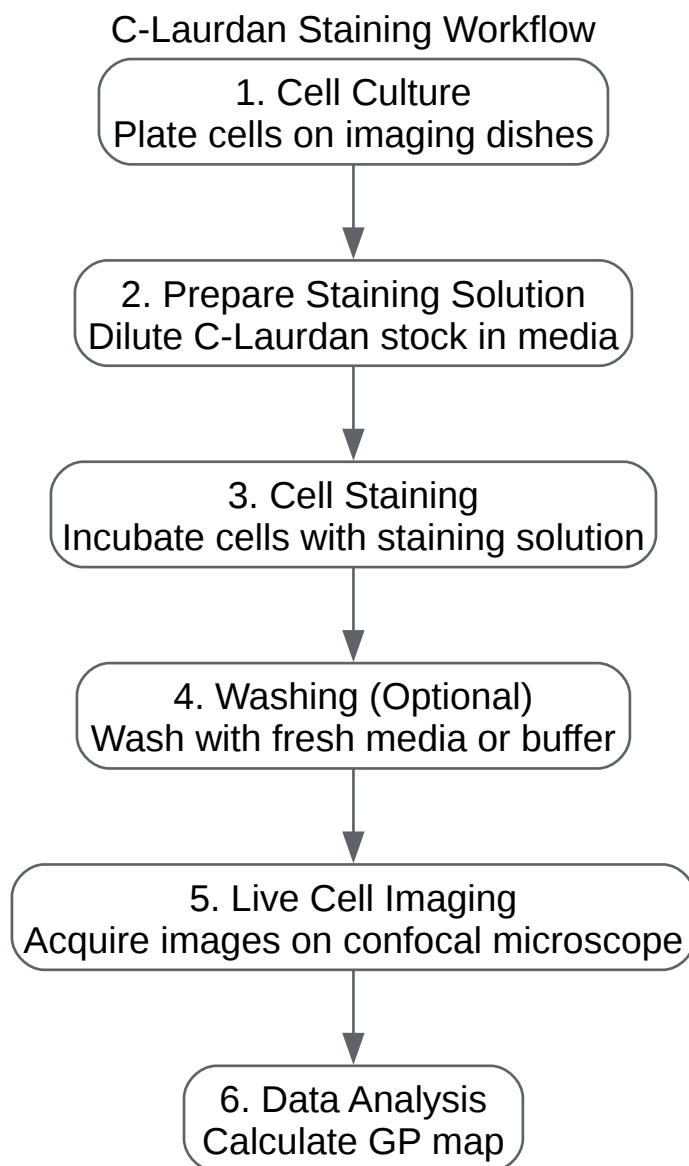 C-Laurdan Staining Workflow
1. Cell Culture
Plate cells on imaging dishes
2. Prepare Staining Solution
Dilute C-Laurdan stock in media
3. Cell Staining
Incubate cells with staining solution
4. Washing (Optional)
Wash with fresh media or buffer
5. Live Cell Imaging
Acquire images on confocal microscope
6. Data Analysis
Calculate GP map